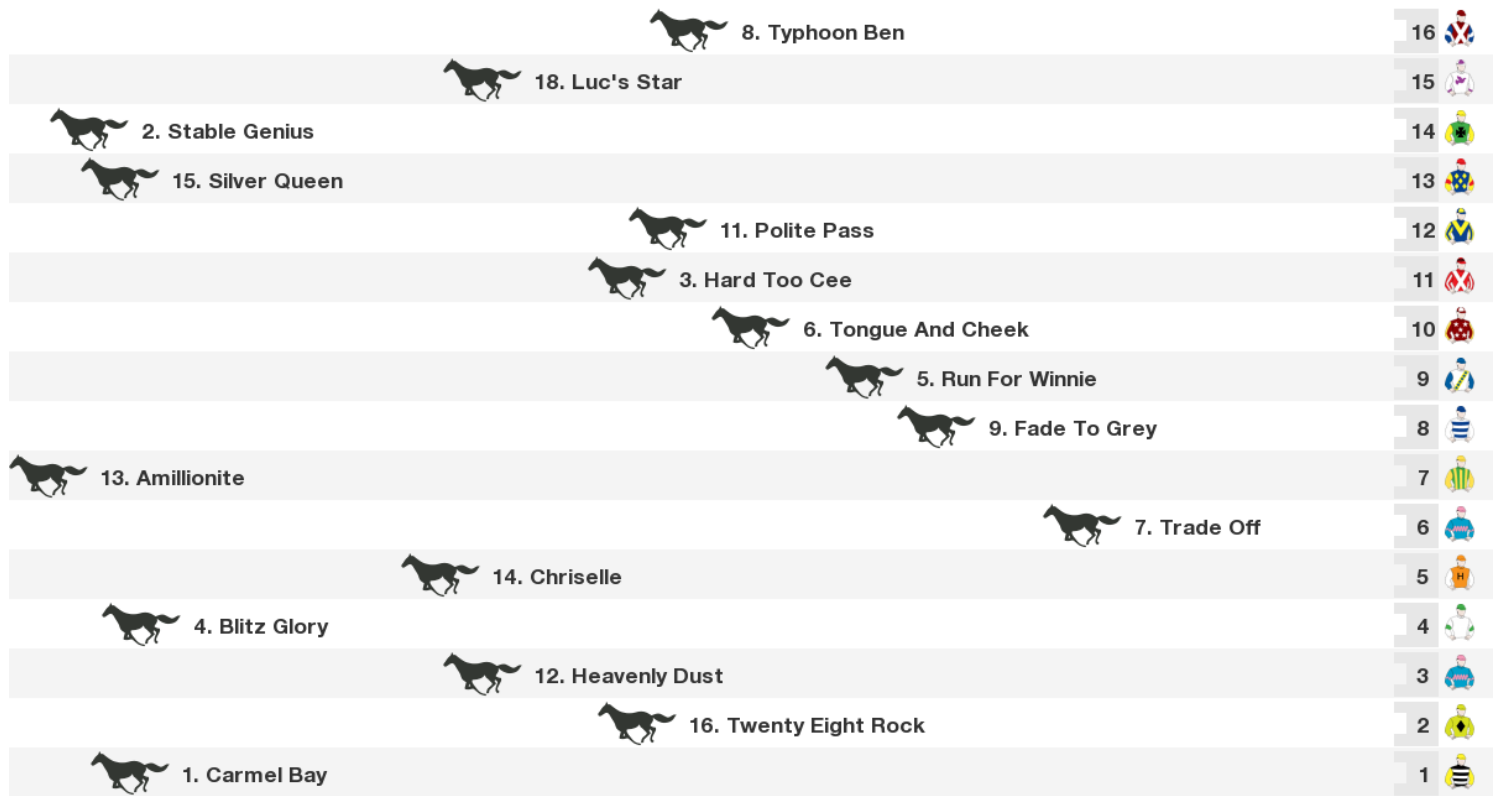 8. Typhoon Ben 16
18. Luc's Star 15
2. Stable Genius 14
15. Silver Queen 13
11. Polite Pass 12
3. Hard Too Cee 11
6. Tongue And Cheek 10
5. Run For Winnie 9
9. Fade To Grey 8
13. Amillionite 7
7. Trade Off 6
14. Chriselle 5 H
4. Blitz Glory 4
12. Heavenly Dust 3
16. Twenty Eight Rock 2
1. Carmel Bay 1